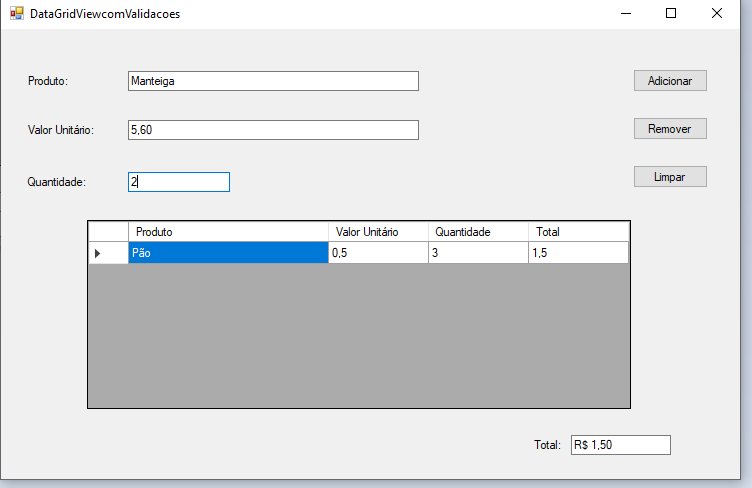 DataGridViewcomValidacoes
Produto: Manteiga Adicionar
Valor Unitário: 5,60 Remover
Quantidade: 2 Limpar
Produto Valor Unitário Quantidade Total
Pão 0,5 3 1,5
Total: R$ 1,50